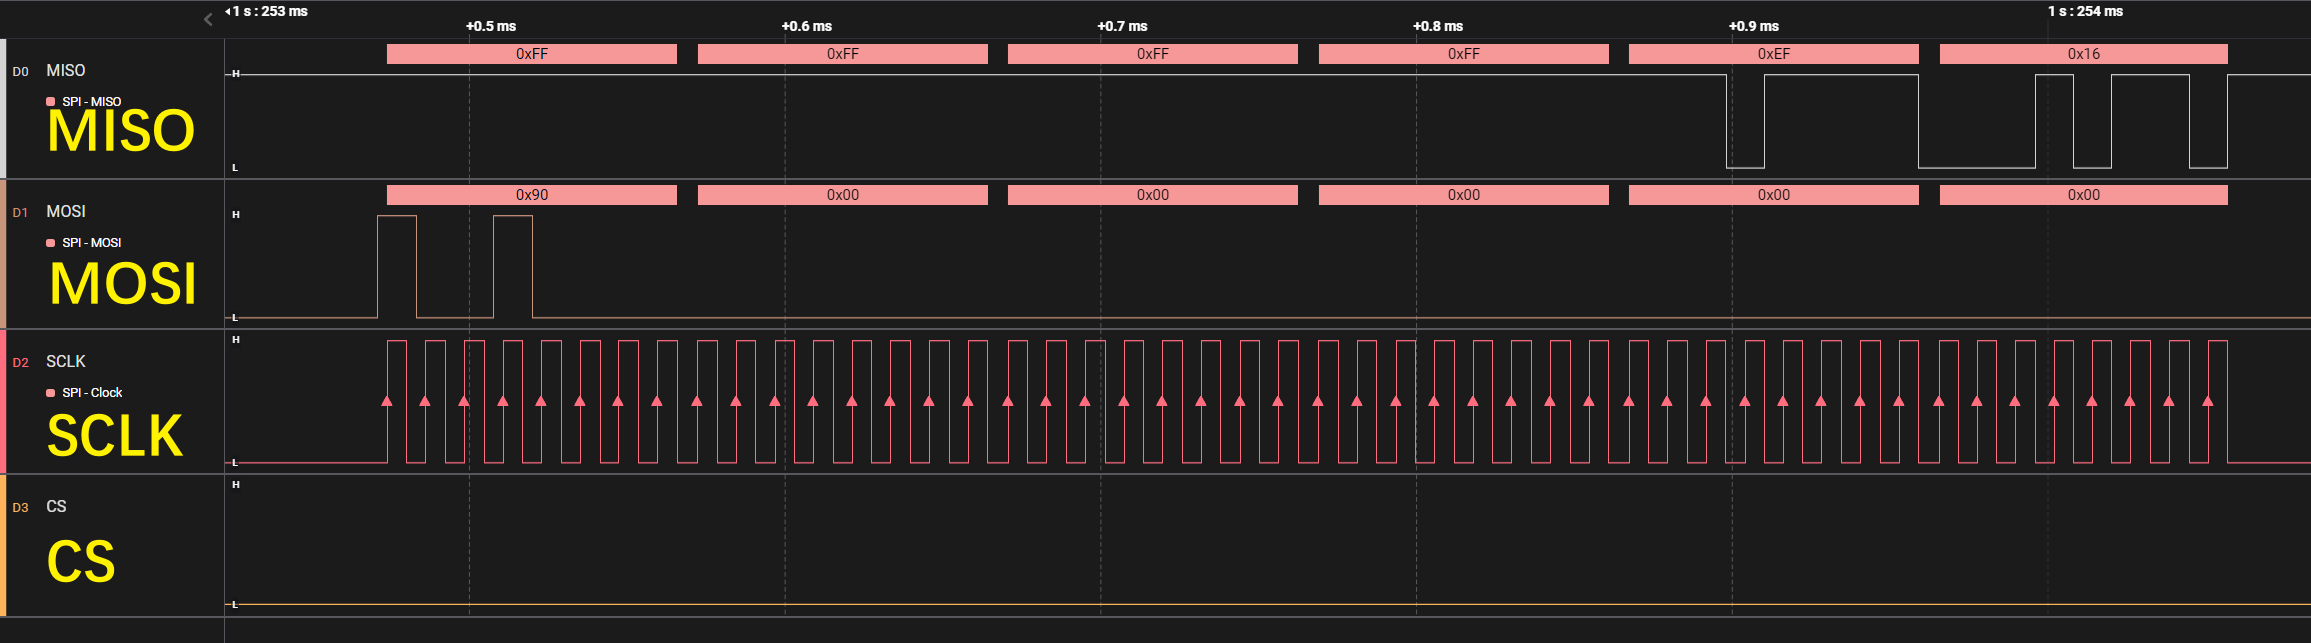 1 s : 253 ms
1 s : 254 ms
+0.5 ms
+0.6 ms
+0.7 ms
+0.8 ms
+0.9 ms
0xFF
0xFF
0xFF
0xFF
0xEF
0x16
D0
MISO
H
SPI - MISO
MISO
L
0x90
0x00
0x00
0x00
0x00
0x00
D1
MOSI
H
SPI - MOSI
MOSI
L
H
D2
SCLK
SPI - Clock
SCLK
L
H
D3
CS
CS
L